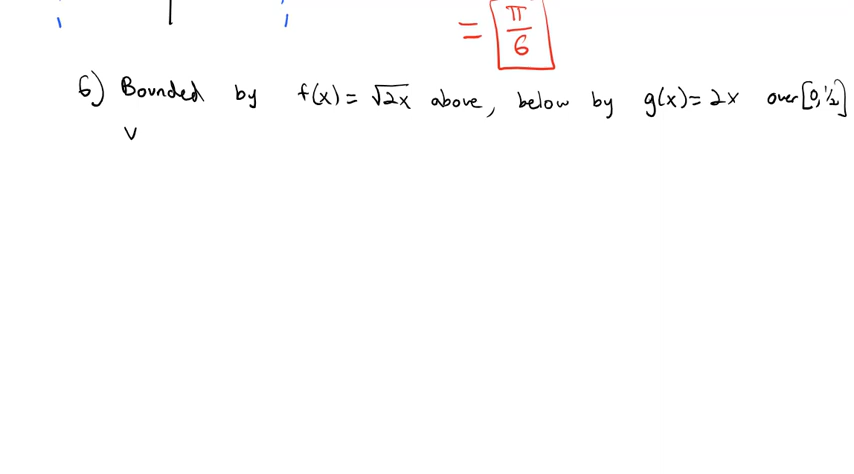 = π/6
6) Bounded by f(x) = √2x above, below by g(x) = 2x over [0, 1/2]
V